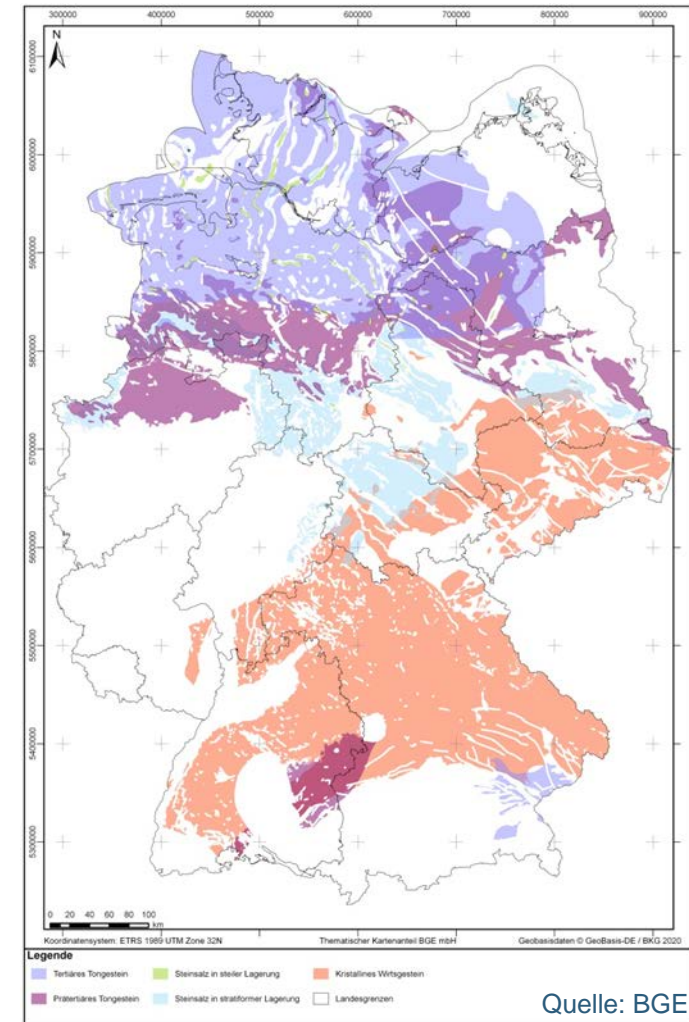 300000 400000 500000 600000 700000 800000 900000
N
6100000
6000000
5900000
5800000
5700000
5600000
5500000
5400000
5300000
0 20 40 60 80 100
km
Koordinatensystem: ETRS 1989 UTM Zone 32N Thematischer Kartenanteil BGE mbH Geobasisdaten © GeoBasis-DE / BKG 2020
Legende
Tertiäres Tongestein Steinsalz in steiler Lagerung Kristallines Wirtsgestein
Prätertiäres Tongestein Steinsalz in stratiformer Lagerung Landesgrenzen
Quelle: BGE